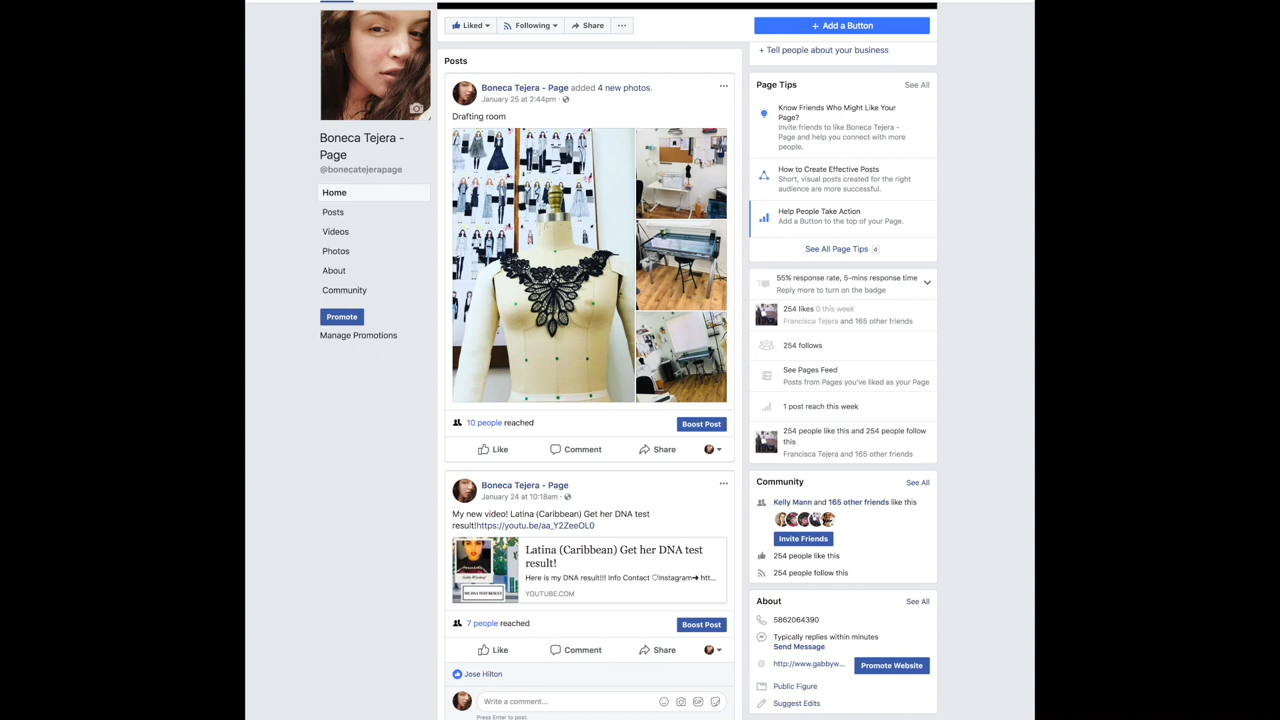 Liked
Following
Share
+ Add a Button
Boneca Tejera -
Page
@bonecatejerapage
Home
Posts
Videos
Photos
About
Community
Promote
Manage Promotions
Posts
Boneca Tejera - Page added 4 new photos.
January 25 at 2:44pm ·
Drafting room
10 people reached
Boost Post
Like
Comment
Share
Boneca Tejera - Page
January 24 at 10:18am ·
My new video! Latina (Caribbean) Get her DNA test
result!https://youtu.be/aa_Y2ZeeOL0
MY DNA TEST RESULT
Latina (Caribbean) Get her DNA test
result!
Here is my DNA result!!! Info Contact ♡Instagram➜ htt...
YOUTUBE.COM
7 people reached
Boost Post
Like
Comment
Share
Jose Hilton
Write a comment...
Press Enter to post.
+ Tell people about your business
Page Tips
See All
Know Friends Who Might Like Your
Page?
Invite friends to like Boneca Tejera -
Page and help you connect with more
people.
How to Create Effective Posts
Short, visual posts created for the right
audience are more successful.
Help People Take Action
Add a Button to the top of your Page.
See All Page Tips 4
55% response rate, 5-mins response time
Reply more to turn on the badge
254 likes 0 this week
Francisca Tejera and 165 other friends
254 follows
See Pages Feed
Posts from Pages you've liked as your Page
1 post reach this week
254 people like this and 254 people follow
this
Francisca Tejera and 165 other friends
Community
See All
Kelly Mann and 165 other friends like this
Invite Friends
254 people like this
254 people follow this
About
See All
5862064390
Typically replies within minutes
Send Message
http://www.gabbyw...
Promote Website
Public Figure
Suggest Edits